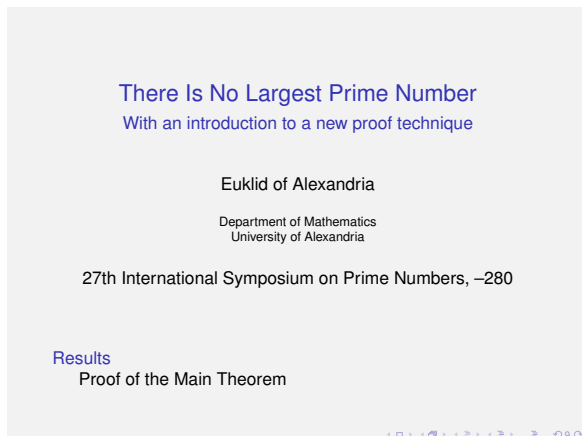 There Is No Largest Prime Number
With an introduction to a new proof technique
Euklid of Alexandria
Department of Mathematics
University of Alexandria
27th International Symposium on Prime Numbers, –280
Results
Proof of the Main Theorem